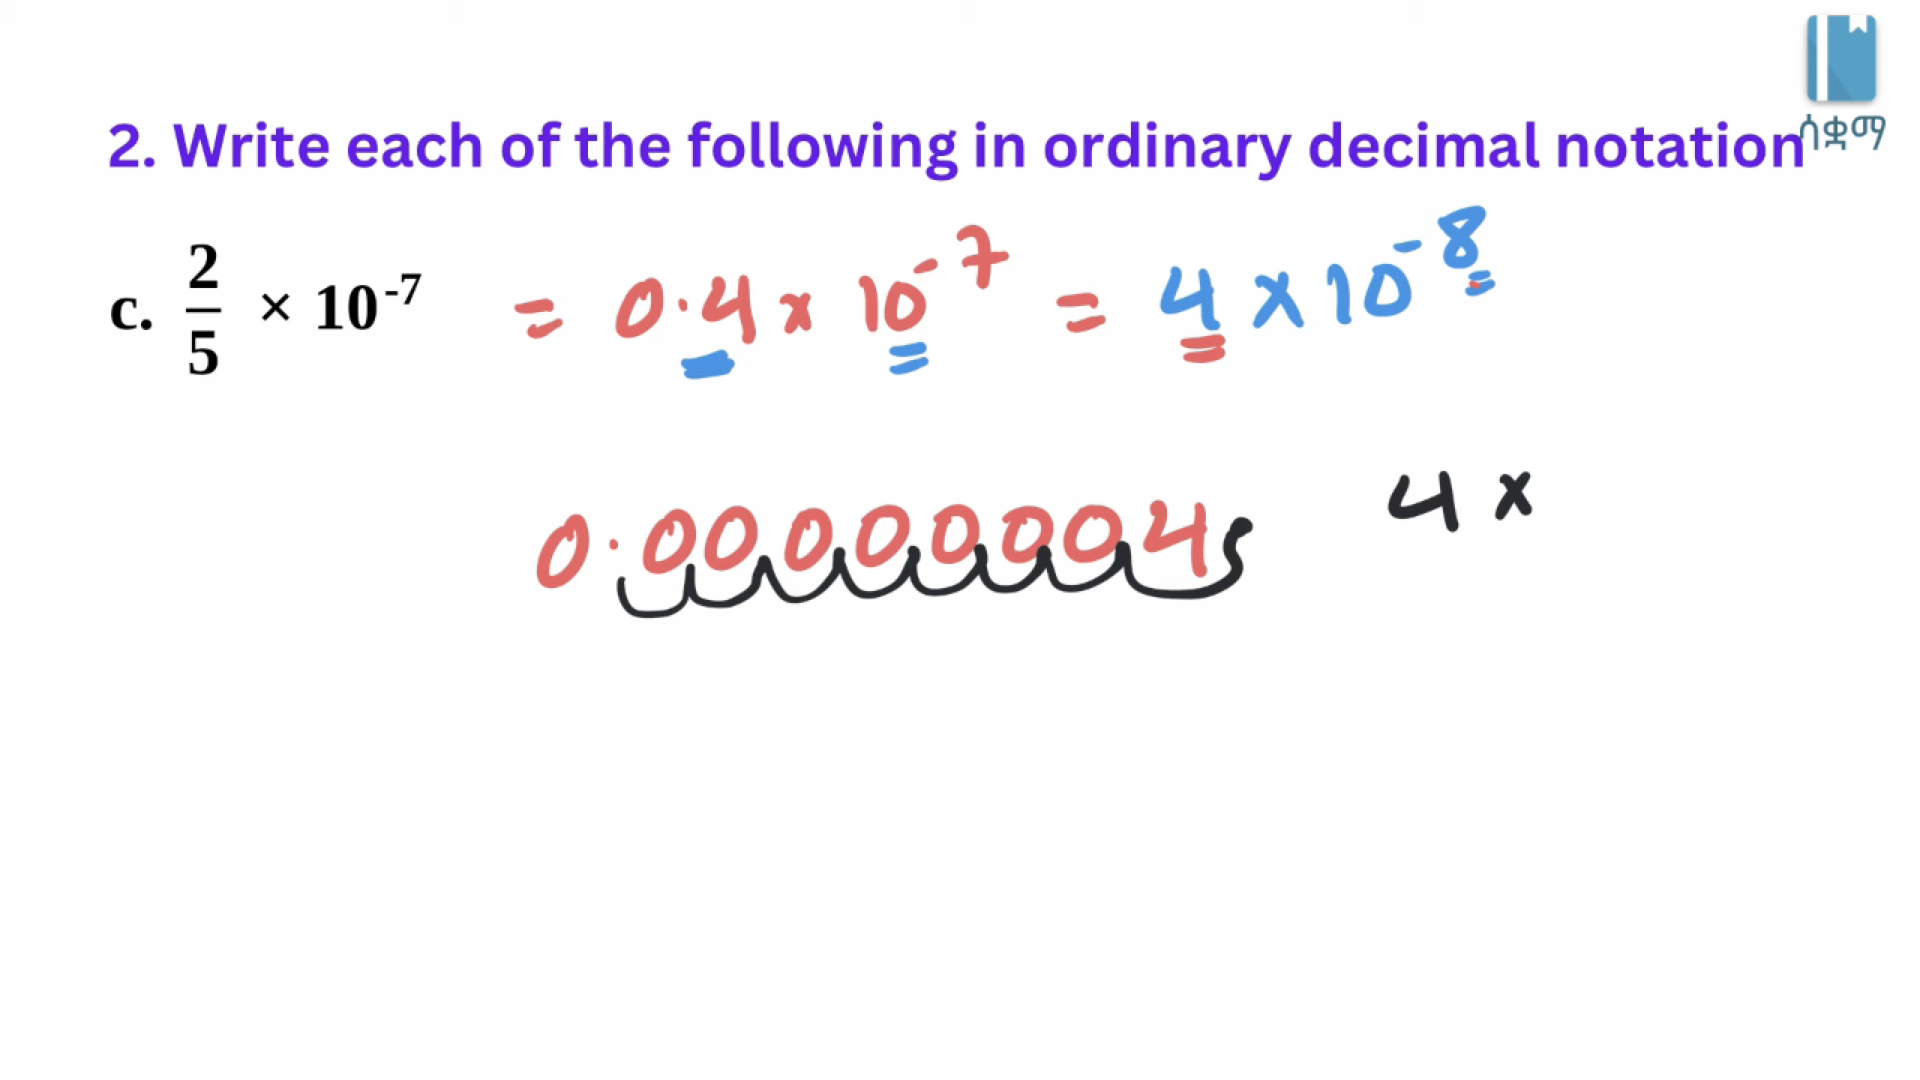 ሰቋማ
2. Write each of the following in ordinary decimal notation
c. 2/5 × 10^-7 = 0.4 x 10^-7 = 4 x 10^-8
0.00000004
4 x